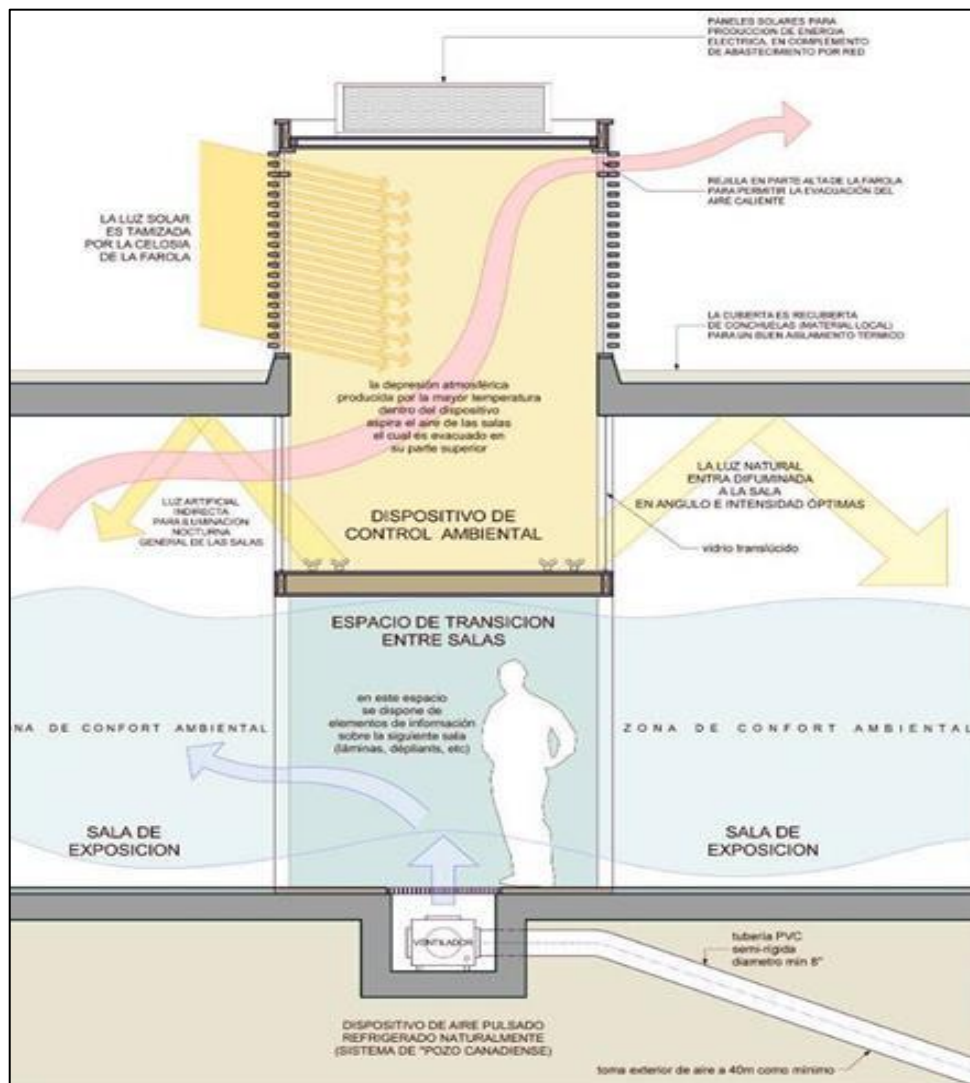 PANELES SOLARES PARA
PRODUCCION DE ENERGIA
ELECTRICA, EN COMPLEMENTO
DE ABASTECIMIENTO POR RED
LA LUZ SOLAR
ES TAMIZADA
POR LA CELOSIA
DE LA FAROLA
REJILLA EN PARTE ALTA DE LA FAROLA
PARA PERMITIR LA EVACUACIÓN DEL
AIRE CALIENTE
LA CUBIERTA ES RECUBIERTA
DE CONCHUELAS (MATERIAL LOCAL)
PARA UN BUEN AISLAMIENTO TÉRMICO
la depresión atmosférica
producida por la mayor temperatura
dentro del dispositivo
aspira el aire de las salas
el cual es evacuado en
su parte superior
LUZ ARTIFICIAL
INDIRECTA
PARA ILUMINACION
NOCTURNA
GENERAL DE LAS SALAS
DISPOSITIVO DE
CONTROL AMBIENTAL
LA LUZ NATURAL
ENTRA DIFUMINADA
A LA SALA
EN ANGULO E INTENSIDAD ÓPTIMAS
vidrio translúcido
ESPACIO DE TRANSICION
ENTRE SALAS
en este espacio
se dispone de
elementos de información
sobre la siguiente sala
(láminas, dépliants, etc)
NA DE CONFORT AMBIENTAL
ZONA DE CONFORT AMBIENTAL
SALA DE
EXPOSICION
SALA DE
EXPOSICION
VENTILADOR
tubería PVC
semi-rígida
diametro mín 8"
DISPOSITIVO DE AIRE PULSADO
REFRIGERADO NATURALMENTE
(SISTEMA DE "POZO CANADIENSE)
toma exterior de aire a 40m como mínimo